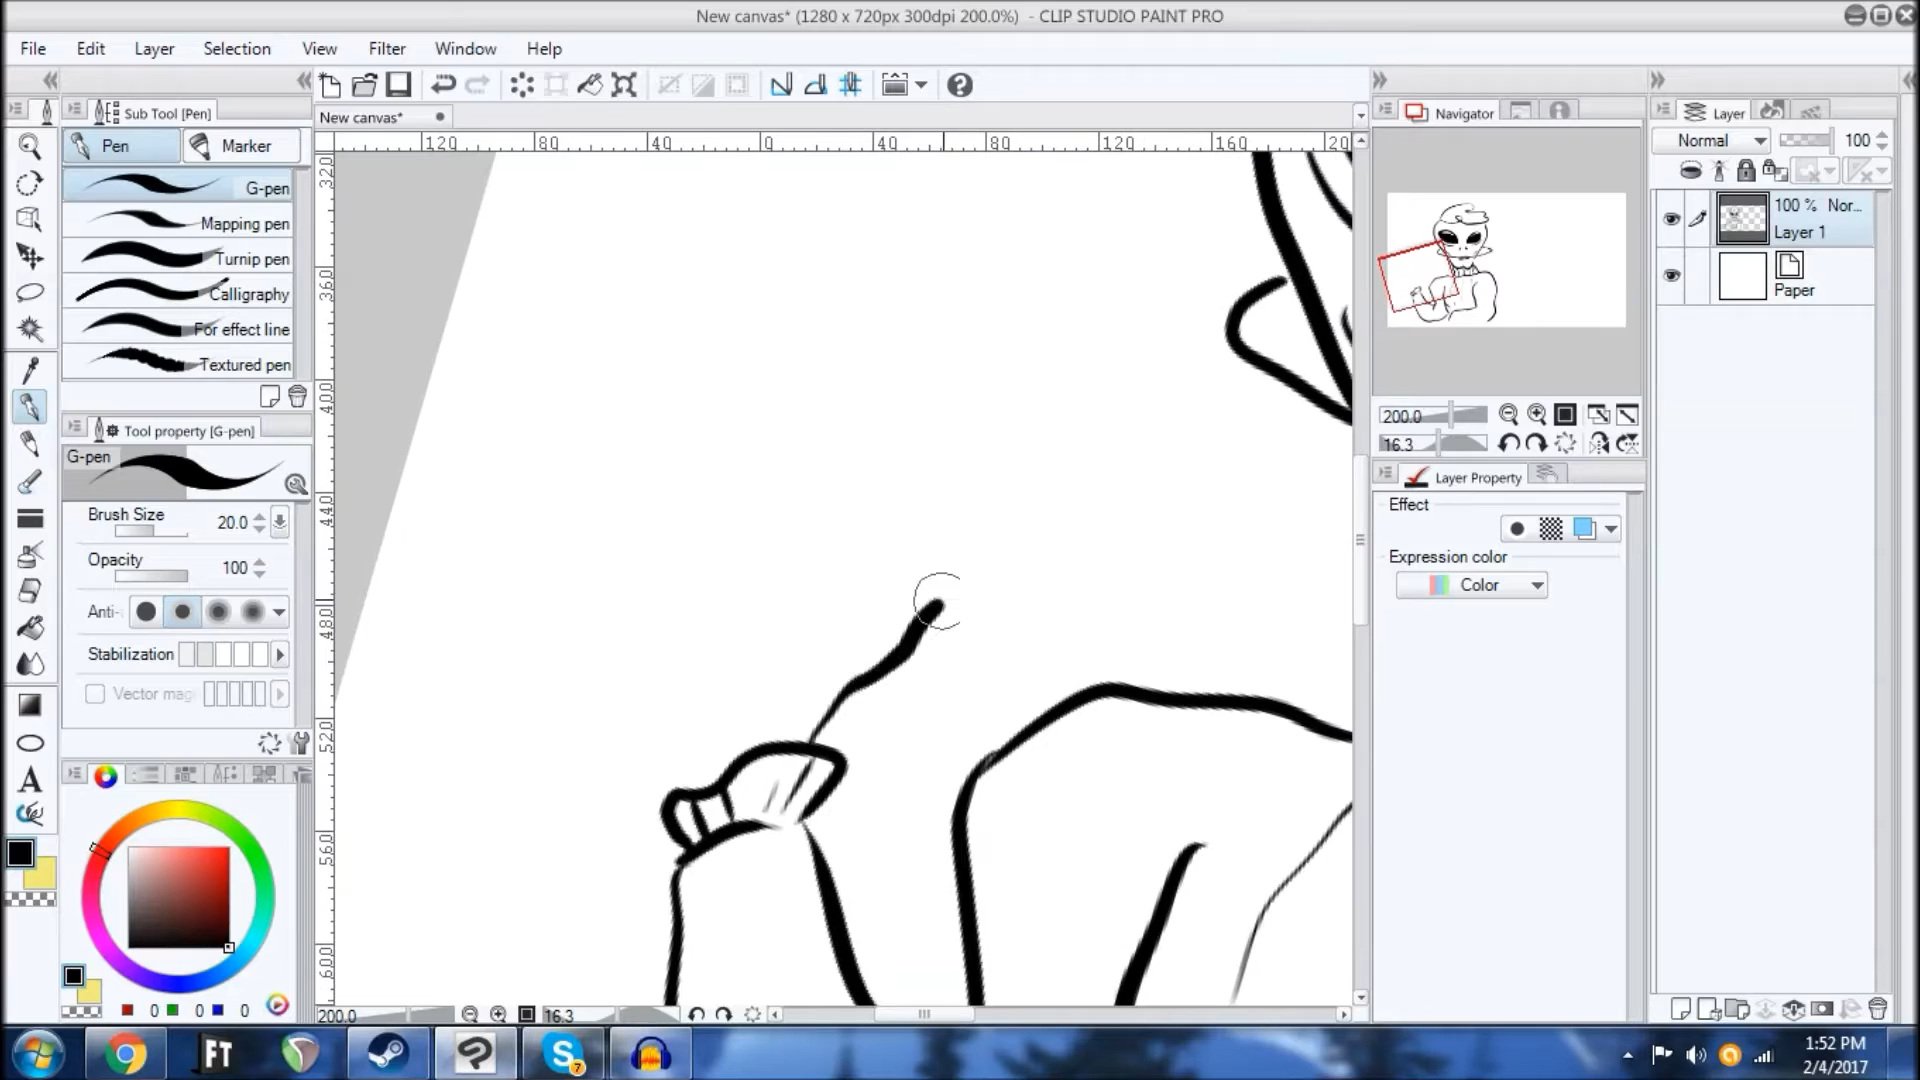 New canvas* (1280 x 720px 300dpi 200.0%)  - CLIP STUDIO PAINT PRO
File Edit Layer Selection View Filter Window Help
Sub Tool [Pen]
Pen Marker
G-pen
Mapping pen
Turnip pen
Calligraphy
For effect line
Textured pen
Tool property [G-pen]
G-pen
Brush Size 20.0
Opacity 100
Anti-
Stabilization
Vector mag
0 0 0
New canvas*
120 80 40 0 40 80 120 160 20
320
360
400
440
480
520
560
600
200.0 16.3
Navigator
200.0
16.3
Layer Property
Effect
Expression color
Color
Layer
Normal 100
100 % Nor...
Layer 1
Paper
A
FT
S
7
1:52 PM
2/4/2017